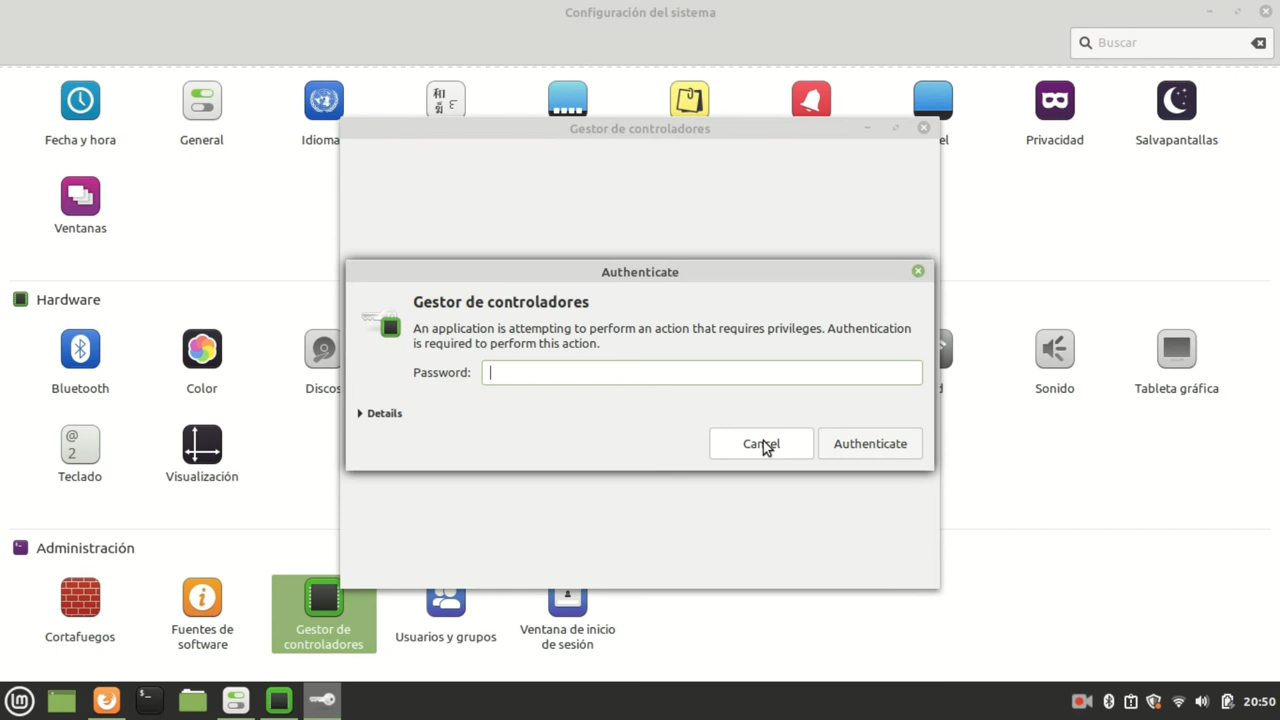 Configuración del sistema
Buscar
Fecha y hora
General
Idioma
el
Privacidad
Salvapantallas
Gestor de controladores
Ventanas
Authenticate
Hardware
Gestor de controladores
An application is attempting to perform an action that requires privileges. Authentication
is required to perform this action.
Password:
Bluetooth
Color
Discos
d
Sonido
Tableta gráfica
Details
@
2
Cancel
Authenticate
Teclado
Visualización
Administración
Cortafuegos
Fuentes de
software
Gestor de
controladores
Usuarios y grupos
Ventana de inicio
de sesión
20:50